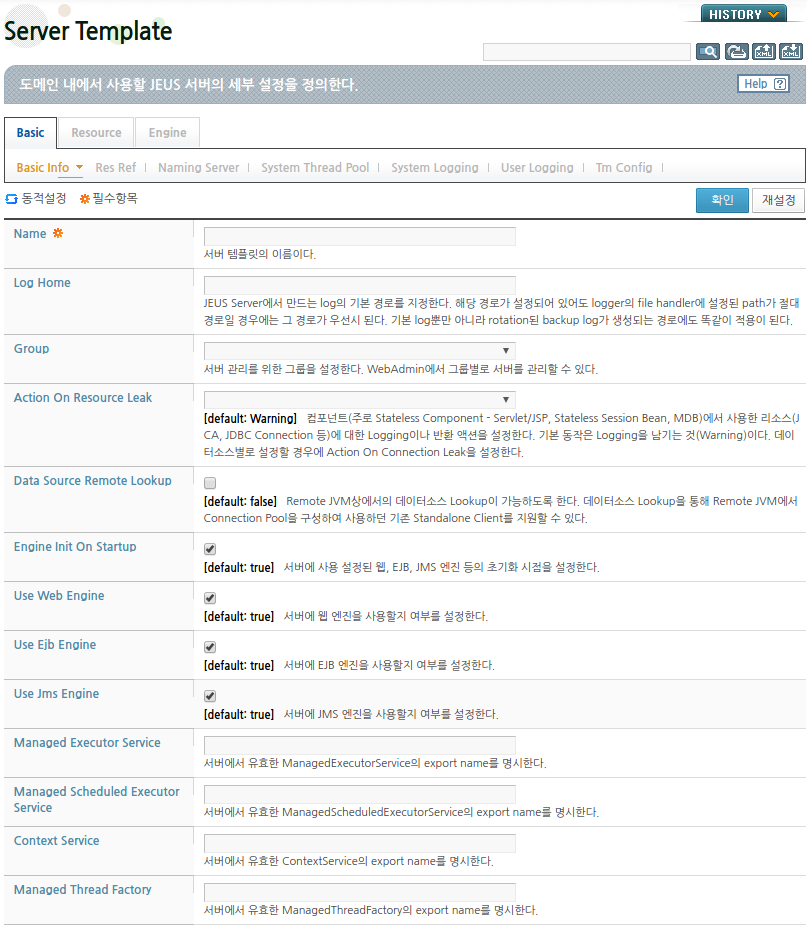 HISTORY
Server Template
XML
XML
도메인 내에서 사용할 JEUS 서버의 세부 설정을 정의한다.
Help ?
Basic Resource Engine
Basic Info Res Ref Naming Server System Thread Pool System Logging User Logging Tm Config
동적설정 필수항목
확인 재설정
Name
서버 템플릿의 이름이다.
Log Home
JEUS Server에서 만드는 log의 기본 경로를 지정한다. 해당 경로가 설정되어 있어도 logger의 file handler에 설정된 path가 절대
경로일 경우에는 그 경로가 우선시 된다. 기본 log뿐만 아니라 rotation된 backup log가 생성되는 경로에도 똑같이 적용이 된다.
Group
서버 관리를 위한 그룹을 설정한다. WebAdmin에서 그룹별로 서버를 관리할 수 있다.
Action On Resource Leak
[default: Warning] 컴포넌트(주로 Stateless Component - Servlet/JSP, Stateless Session Bean, MDB)에서 사용한 리소스(J
CA, JDBC Connection 등)에 대한 Logging이나 반환 액션을 설정한다. 기본 동작은 Logging을 남기는 것(Warning)이다. 데이
터소스별로 설정할 경우에 Action On Connection Leak을 설정한다.
Data Source Remote Lookup
[default: false] Remote JVM상에서의 데이터소스 Lookup이 가능하도록 한다. 데이터소스 Lookup을 통해 Remote JVM에서
Connection Pool을 구성하여 사용하던 기존 Standalone Client를 지원할 수 있다.
Engine Init On Startup
[default: true] 서버에 사용 설정된 웹, EJB, JMS 엔진 등의 초기화 시점을 설정한다.
Use Web Engine
[default: true] 서버에 웹 엔진을 사용할지 여부를 설정한다.
Use Ejb Engine
[default: true] 서버에 EJB 엔진을 사용할지 여부를 설정한다.
Use Jms Engine
[default: true] 서버에 JMS 엔진을 사용할지 여부를 설정한다.
Managed Executor Service
서버에서 유효한 ManagedExecutorService의 export name를 명시한다.
Managed Scheduled Executor
Service
서버에서 유효한 ManagedScheduledExecutorService의 export name를 명시한다.
Context Service
서버에서 유효한 ContextService의 export name를 명시한다.
Managed Thread Factory
서버에서 유효한 ManagedThreadFactory의 export name를 명시한다.